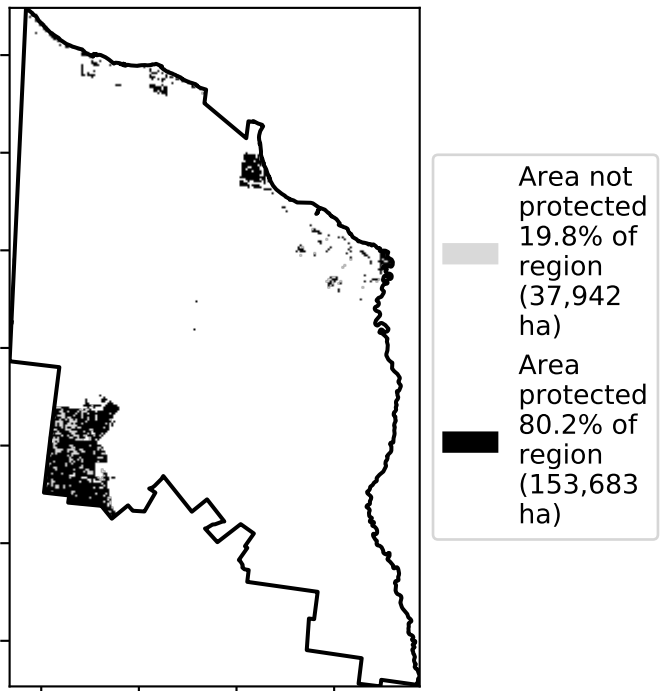 Area not
protected
19.8% of
region
(37,942
ha)
Area
protected
80.2% of
region
(153,683
ha)